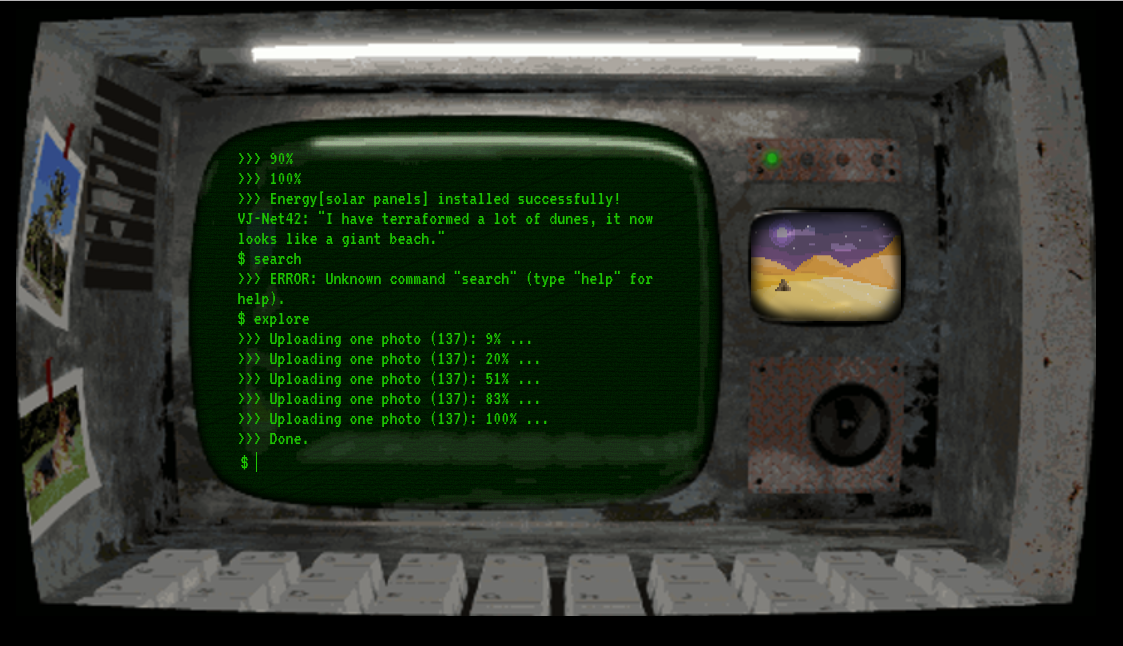 >>> 90%
>>> 100%
>>> Energy[solar panels] installed successfully!
VJ-Net42: "I have terraformed a lot of dunes, it now
looks like a giant beach."
$ search
>>> ERROR: Unknown command "search" (type "help" for
help).
$ explore
>>> Uploading one photo (137): 9% ...
>>> Uploading one photo (137): 20% ...
>>> Uploading one photo (137): 51% ...
>>> Uploading one photo (137): 83% ...
>>> Uploading one photo (137): 100% ...
>>> Done.
$